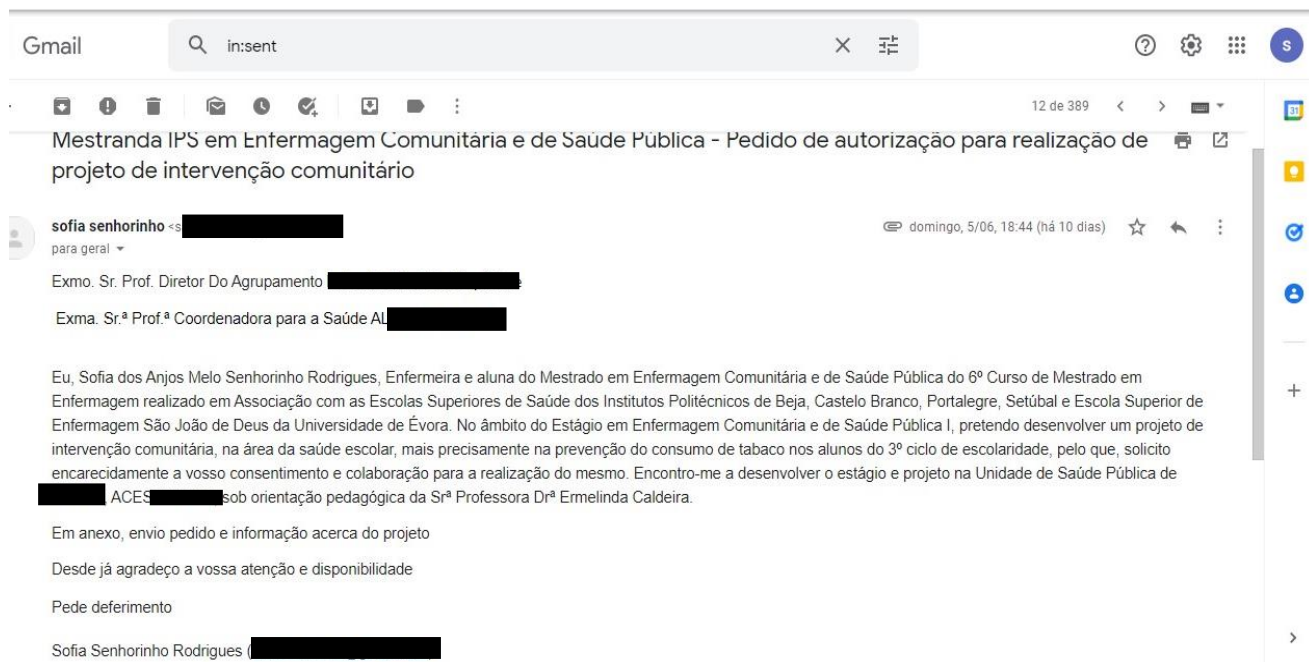 Gmail
in:sent
12 de 389
31
S
Mestranda IPS em Enfermagem Comunitária e de Saúde Pública - Pedido de autorização para realização de
projeto de intervenção comunitário
sofia senhorinho <s
domingo, 5/06, 18:44 (há 10 dias)
para geral
Exmo. Sr. Prof. Diretor Do Agrupamento
Exma. Sr.ª Prof.ª Coordenadora para a Saúde AL
Eu, Sofia dos Anjos Melo Senhorinho Rodrigues, Enfermeira e aluna do Mestrado em Enfermagem Comunitária e de Saúde Pública do 6º Curso de Mestrado em
Enfermagem realizado em Associação com as Escolas Superiores de Saúde dos Institutos Politécnicos de Beja, Castelo Branco, Portalegre, Setúbal e Escola Superior de
Enfermagem São João de Deus da Universidade de Évora. No âmbito do Estágio em Enfermagem Comunitária e de Saúde Pública I, pretendo desenvolver um projeto de
intervenção comunitária, na área da saúde escolar, mais precisamente na prevenção do consumo de tabaco nos alunos do 3º ciclo de escolaridade, pelo que, solicito
encarecidamente a vosso consentimento e colaboração para a realização do mesmo. Encontro-me a desenvolver o estágio e projeto na Unidade de Saúde Pública de
, ACES sob orientação pedagógica da Srª Professora Drª Ermelinda Caldeira.
Em anexo, envio pedido e informação acerca do projeto
Desde já agradeço a vossa atenção e disponibilidade
Pede deferimento
Sofia Senhorinho Rodrigues (